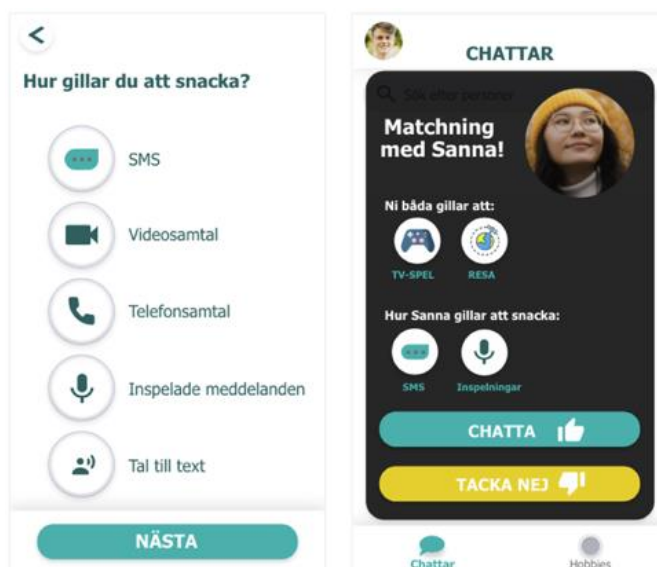 Hur gillar du att snacka?
SMS
Videosamtal
Telefonsamtal
Inspelade meddelanden
Tal till text
NÄSTA
CHATTAR
Sök efter personer
Matchning
med Sanna!
Ni båda gillar att:
TV-SPEL RESA
Hur Sanna gillar att snacka:
SMS Inspelningar
CHATTA
TACKA NEJ
Chattar Hobbies